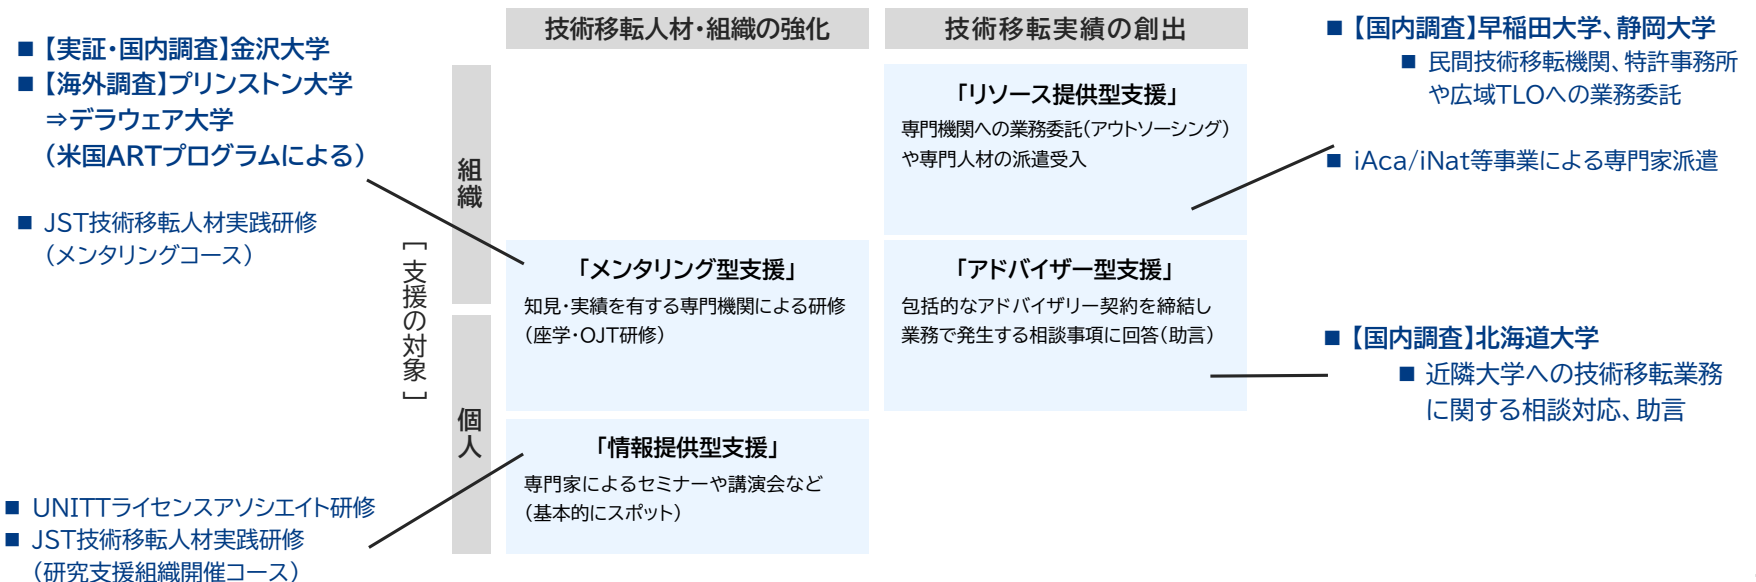 技術移転人材・組織の強化
技術移転実績の創出
■【実証・国内調査】金沢大学
■【海外調査】プリンストン大学
⇒デラウェア大学
（米国ARTプログラムによる）
■ JST技術移転人材実践研修
（メンタリングコース）
■ UNITTライセンスアソシエイト研修
■ JST技術移転人材実践研修
（研究支援組織開催コース）
[支援の対象]
組織
個人
「リソース提供型支援」
専門機関への業務委託（アウトソーシング）
や専門人材の派遣受入
「メンタリング型支援」
知見・実績を有する専門機関による研修
（座学・OJT研修）
「アドバイザー型支援」
包括的なアドバイザリー契約を締結し
業務で発生する相談事項に回答（助言）
「情報提供型支援」
専門家によるセミナーや講演会など
（基本的にスポット）
■【国内調査】早稲田大学、静岡大学
■ 民間技術移転機関、特許事務所
や広域TLOへの業務委託
■ iAca/iNat等事業による専門家派遣
■【国内調査】北海道大学
■ 近隣大学への技術移転業務
に関する相談対応、助言